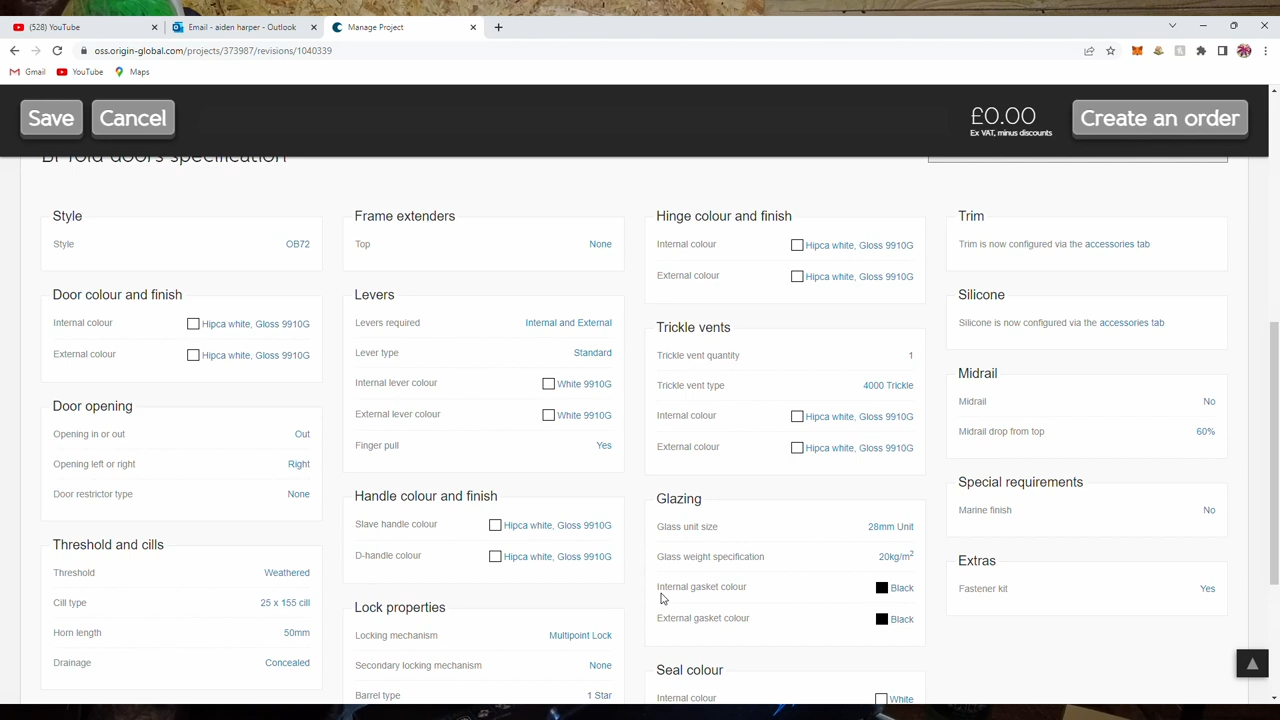 (528) YouTube
Email - aiden harper - Outlook
Manage Project
oss.origin-global.com/projects/373987/revisions/1040339
Gmail
YouTube
Maps
Save
Cancel
£0.00
Ex VAT, minus discounts
Create an order
Bi-fold doors specification
Style
Style OB72
Door colour and finish
Internal colour Hipca white, Gloss 9910G
External colour Hipca white, Gloss 9910G
Door opening
Opening in or out Out
Opening left or right Right
Door restrictor type None
Threshold and cills
Threshold Weathered
Cill type 25 x 155 cill
Horn length 50mm
Drainage Concealed
Frame extenders
Top None
Levers
Levers required Internal and External
Lever type Standard
Internal lever colour White 9910G
External lever colour White 9910G
Finger pull Yes
Handle colour and finish
Slave handle colour Hipca white, Gloss 9910G
D-handle colour Hipca white, Gloss 9910G
Lock properties
Locking mechanism Multipoint Lock
Secondary locking mechanism None
Barrel type 1 Star
Hinge colour and finish
Internal colour Hipca white, Gloss 9910G
External colour Hipca white, Gloss 9910G
Trickle vents
Trickle vent quantity 1
Trickle vent type 4000 Trickle
Internal colour Hipca white, Gloss 9910G
External colour Hipca white, Gloss 9910G
Glazing
Glass unit size 28mm Unit
Glass weight specification 20kg/m²
Internal gasket colour Black
External gasket colour Black
Seal colour
Internal colour White
Trim
Trim is now configured via the accessories tab
Silicone
Silicone is now configured via the accessories tab
Midrail
Midrail No
Midrail drop from top 60%
Special requirements
Marine finish No
Extras
Fastener kit Yes